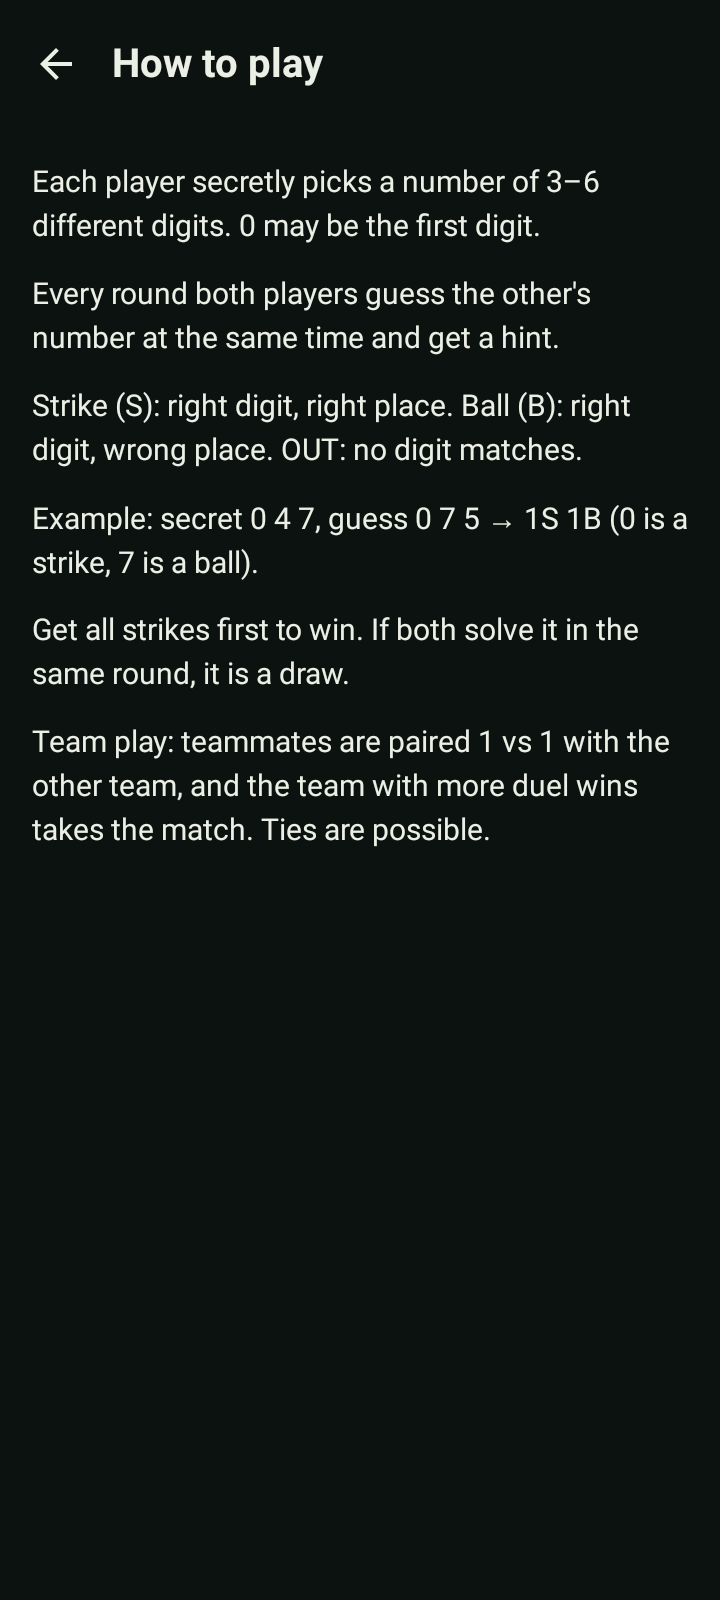 How to play
Each player secretly picks a number of 3–6
different digits. 0 may be the first digit.
Every round both players guess the other's
number at the same time and get a hint.
Strike (S): right digit, right place. Ball (B): right
digit, wrong place. OUT: no digit matches.
Example: secret 0 4 7, guess 0 7 5 → 1S 1B (0 is a
strike, 7 is a ball).
Get all strikes first to win. If both solve it in the
same round, it is a draw.
Team play: teammates are paired 1 vs 1 with the
other team, and the team with more duel wins
takes the match. Ties are possible.